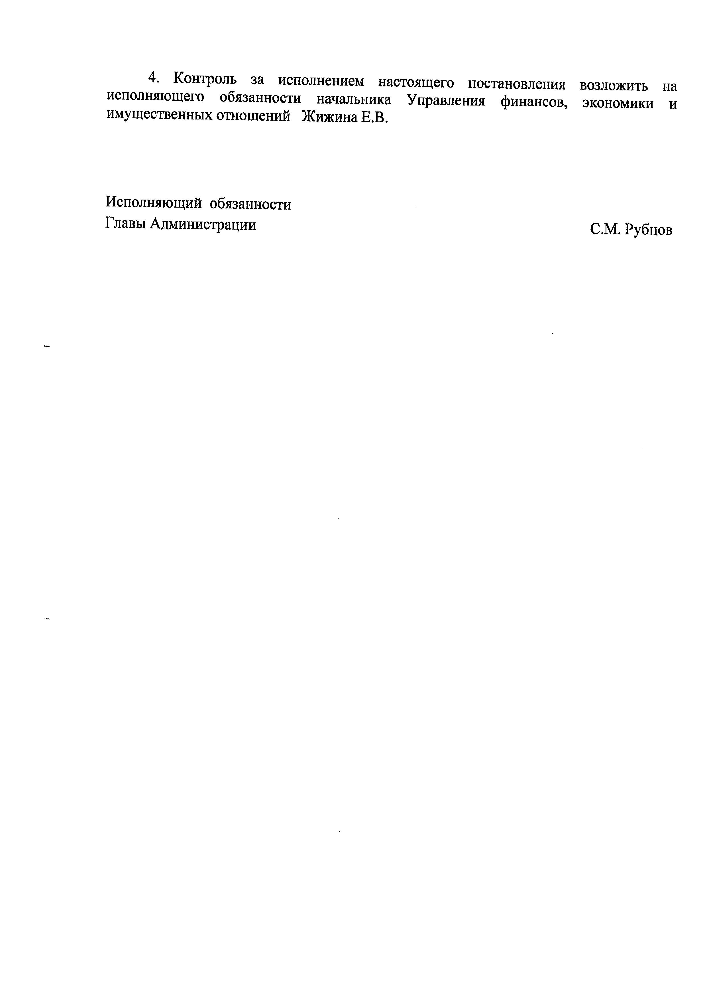 4. Контроль за исполнением настоящего постановления возложить на
исполняющего обязанности начальника Управления финансов, экономики и
имущественных отношений Жижина Е.В.
Исполняющий обязанности
Главы Администрации
С.М. Рубцов